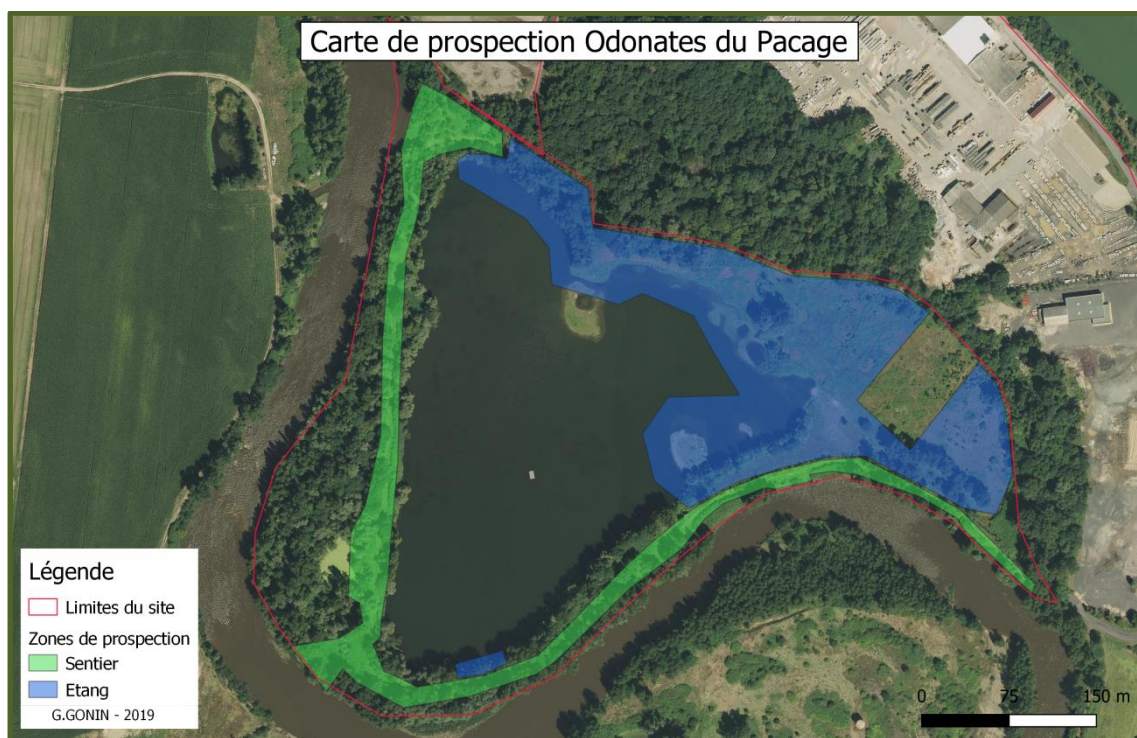 Carte de prospection Odonates du Pacage
Légende
Limites du site
Zones de prospection
Sentier
Etang
G.GONIN - 2019
0 75 150 m